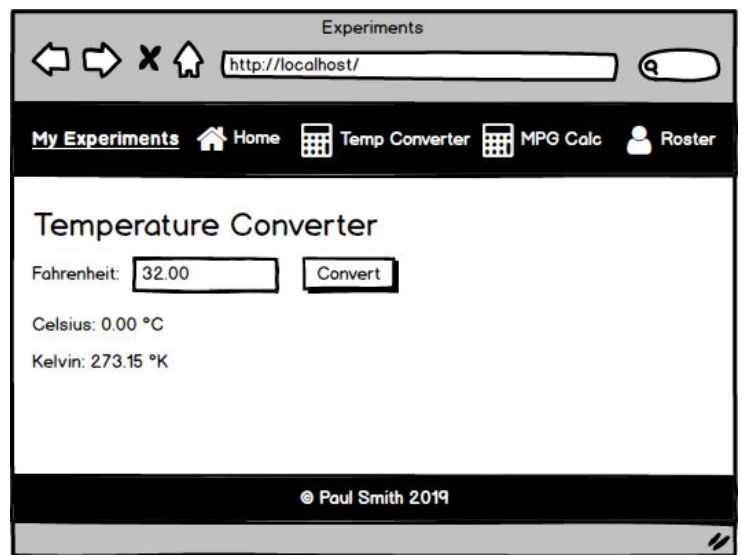 Experiments
http://localhost/
My Experiments Home Temp Converter MPG Calc Roster
Temperature Converter
Fahrenheit: 32.00 Convert
Celsius: 0.00 °C
Kelvin: 273.15 °K
© Paul Smith 2019